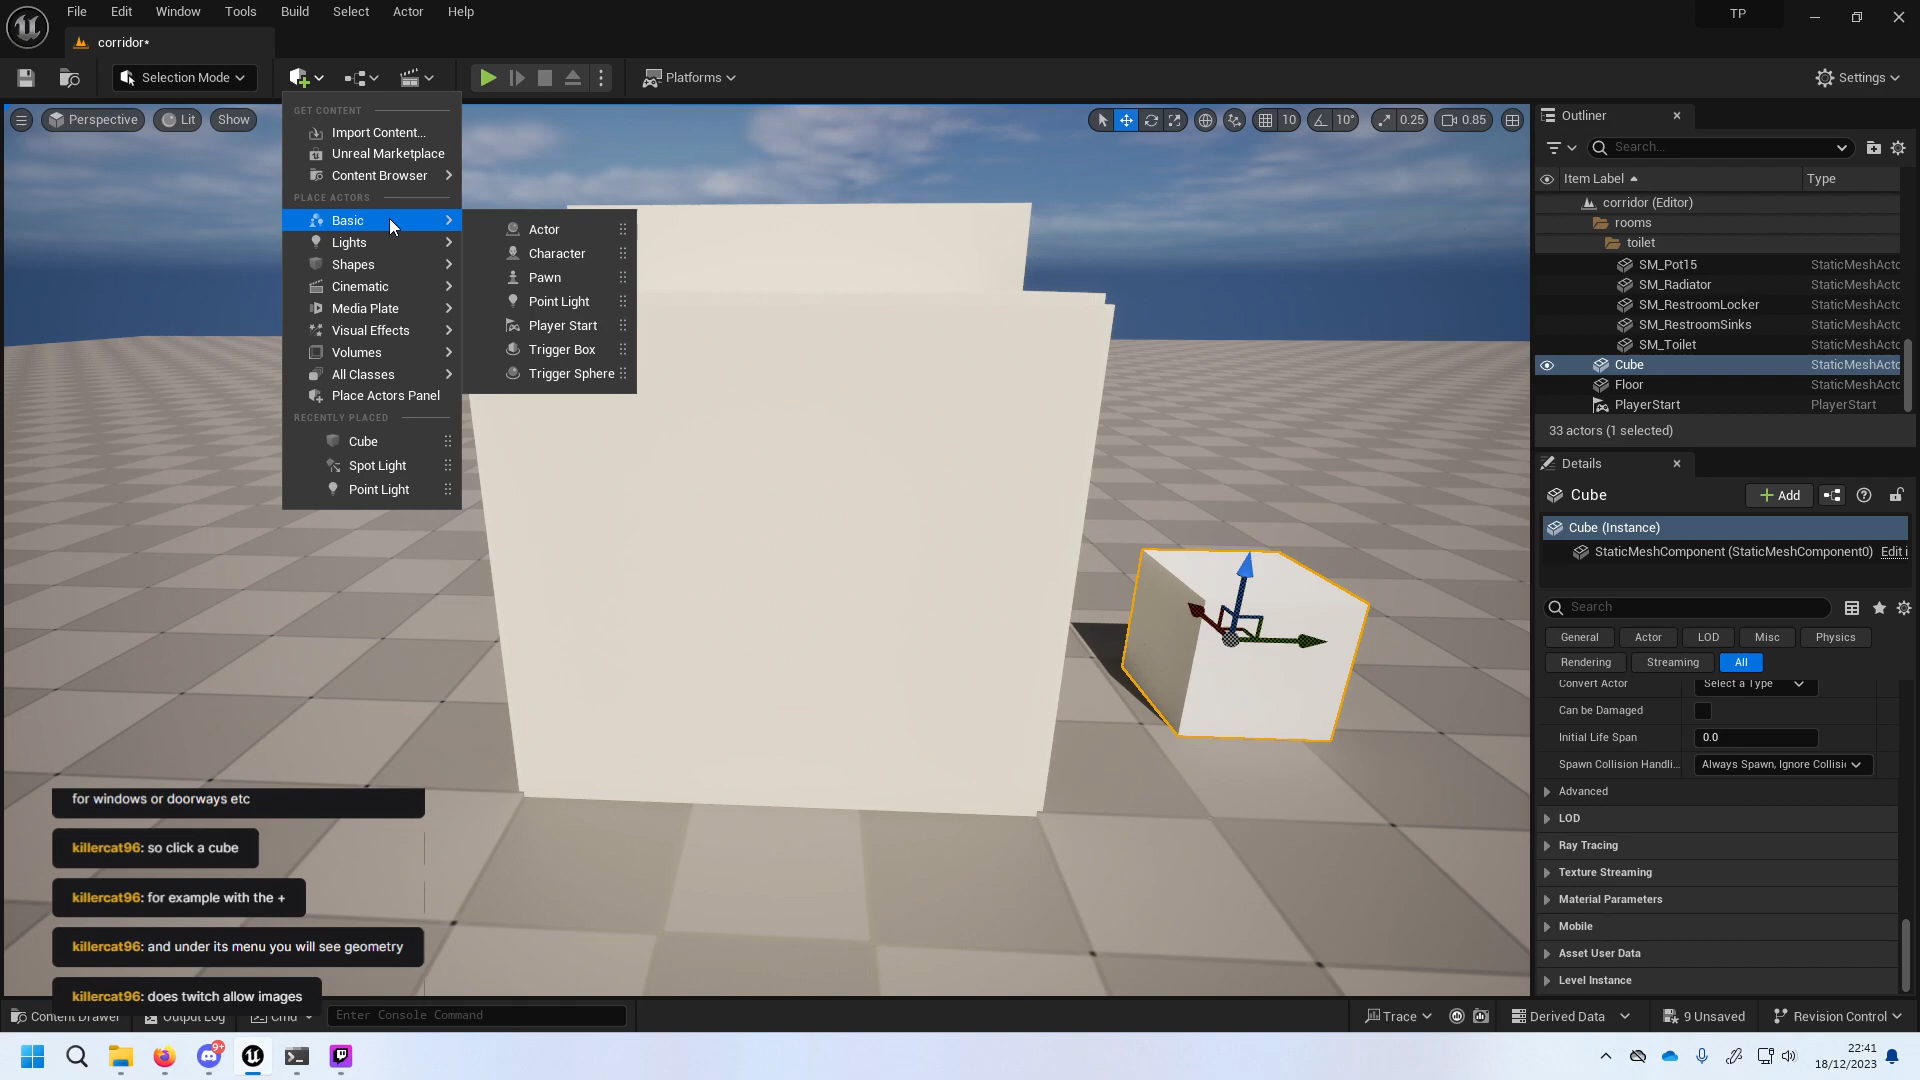 File Edit Window Tools Build Select Actor Help
TP
corridor*
Selection Mode
Platforms
Settings
Perspective Lit Show
10 10° 0.25 0.85
GET CONTENT
Import Content...
Unreal Marketplace
Content Browser
PLACE ACTORS
Basic
Lights
Shapes
Cinematic
Media Plate
Visual Effects
Volumes
All Classes
Place Actors Panel
RECENTLY PLACED
Cube
Spot Light
Point Light
Actor
Character
Pawn
Point Light
Player Start
Trigger Box
Trigger Sphere
Outliner
Search...
Item Label Type
corridor (Editor)
rooms
toilet
SM_Pot15 StaticMeshActo
SM_Radiator StaticMeshActo
SM_RestroomLocker StaticMeshActo
SM_RestroomSinks StaticMeshActo
SM_Toilet StaticMeshActo
Cube StaticMeshActo
Floor StaticMeshActo
PlayerStart PlayerStart
33 actors (1 selected)
Details
Cube
Add
Cube (Instance)
StaticMeshComponent (StaticMeshComponent0) Edit i
Search
General Actor LOD Misc Physics
Rendering Streaming All
Convert Actor Select a Type
Can be Damaged
Initial Life Span 0.0
Spawn Collision Handli... Always Spawn, Ignore Collisi
Advanced
LOD
Ray Tracing
Texture Streaming
Material Parameters
Mobile
Asset User Data
Level Instance
for windows or doorways etc
killercat96: so click a cube
killercat96: for example with the +
killercat96: and under its menu you will see geometry
killercat96: does twitch allow images
Content Drawer Output Log Cmd Enter Console Command
Trace Derived Data 9 Unsaved Revision Control
9+
22:41
18/12/2023